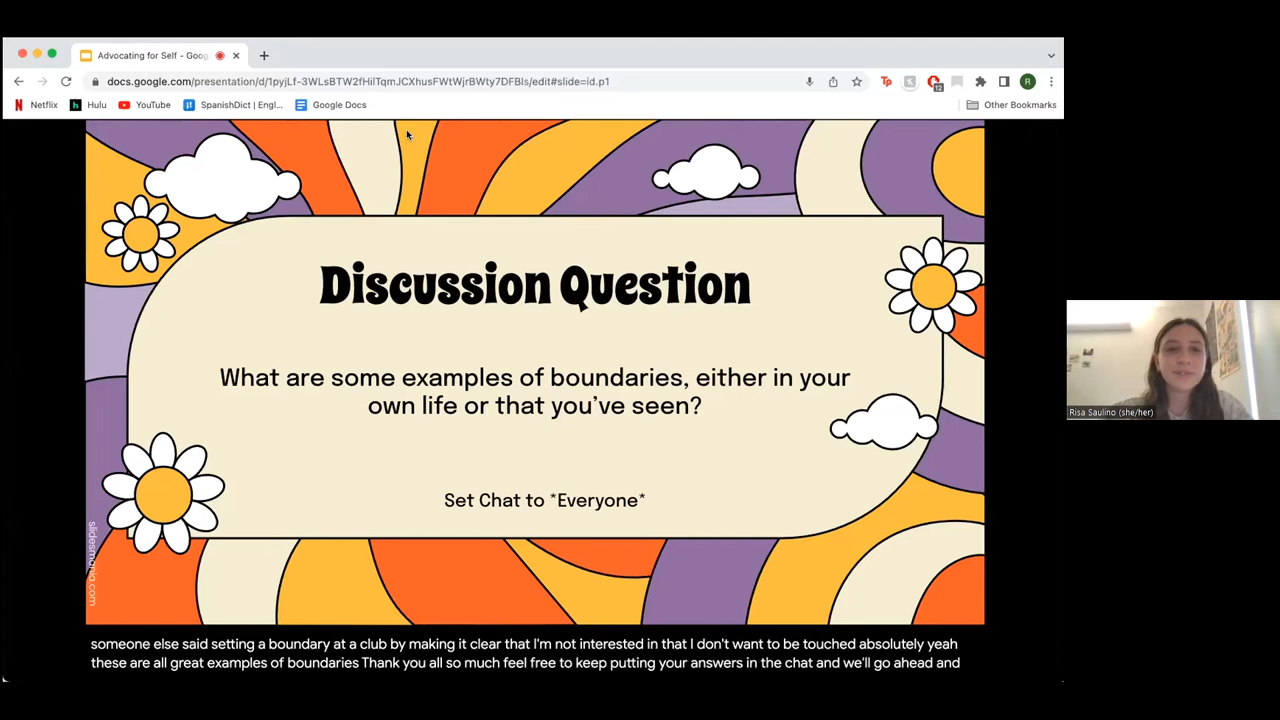 Advocating for Self - Goog
docs.google.com/presentation/d/1pyjLf-3WLsBTW2fHilTqmJCXhusFWtWjrBWty7DFBls/edit#slide=id.p1
Tp
12
R
Netflix
Hulu
YouTube
SpanishDict | Engl...
Google Docs
Other Bookmarks
Discussion Question
What are some examples of boundaries, either in your
own life or that you've seen?
Set Chat to *Everyone*
slidesmania.com
Risa Saulino (she/her)
someone else said setting a boundary at a club by making it clear that I'm not interested in that I don't want to be touched absolutely yeah
these are all great examples of boundaries Thank you all so much feel free to keep putting your answers in the chat and we'll go ahead and